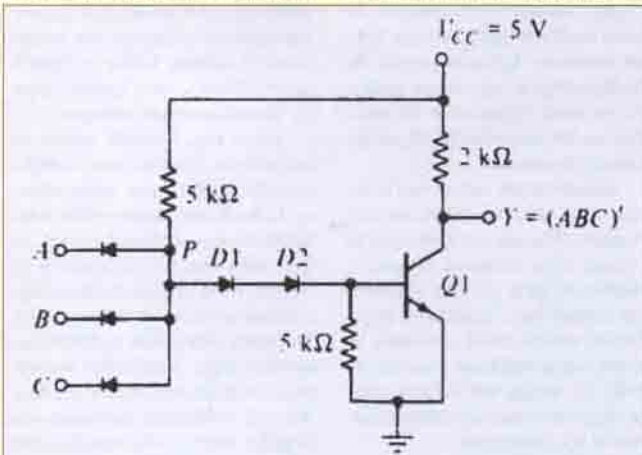 V_CC = 5 V
5 kΩ
2 kΩ
Y = (ABC)'
A
P
D1
D2
Q1
B
5 kΩ
C